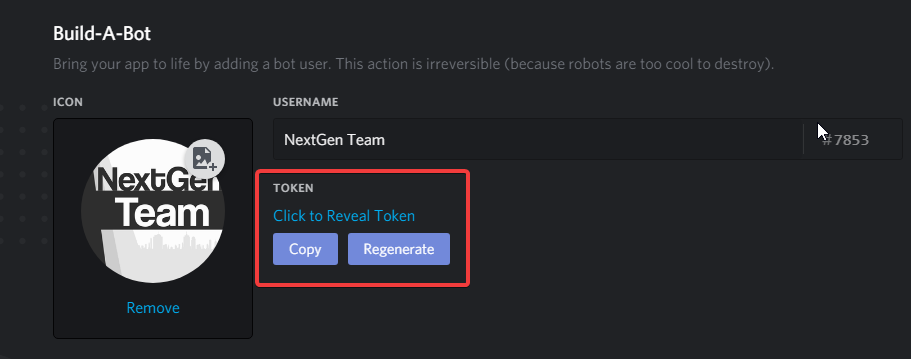 Build-A-Bot
Bring your app to life by adding a bot user. This action is irreversible (because robots are too cool to destroy).
ICON
USERNAME
NextGen
Team
Remove
NextGen Team
#7853
TOKEN
Click to Reveal Token
Copy
Regenerate